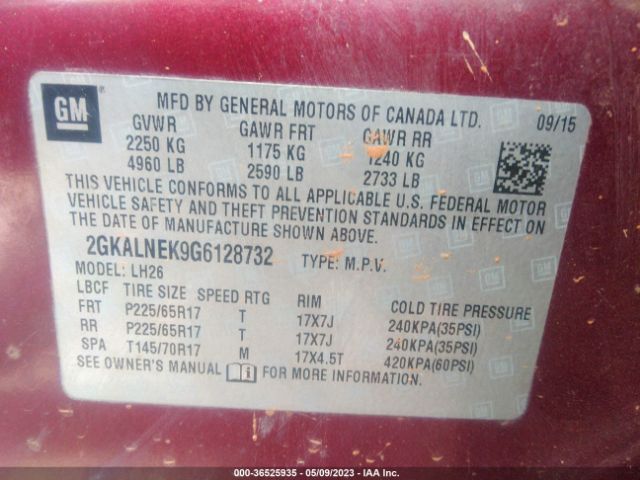 GM
MFD BY GENERAL MOTORS OF CANADA LTD. 09/15
GVWR GAWR FRT GAWR RR
2250 KG 1175 KG 1240 KG
4960 LB 2590 LB 2733 LB
THIS VEHICLE CONFORMS TO ALL APPLICABLE U.S. FEDERAL MOTOR
VEHICLE SAFETY AND THEFT PREVENTION STANDARDS IN EFFECT ON
THE DATE OF MANUFACTURE SHOWN ABOVE.
2GKALNEK9G6128732 TYPE: M.P.V.
MODEL: LH26
LBCF TIRE SIZE SPEED RTG RIM COLD TIRE PRESSURE
FRT P225/65R17 T 17X7J 240KPA(35PSI)
RR P225/65R17 T 17X7J 240KPA(35PSI)
SPA T145/70R17 M 17X4.5T 420KPA(60PSI)
SEE OWNER'S MANUAL FOR MORE INFORMATION.
000-36525935 - 05/09/2023 - IAA Inc.